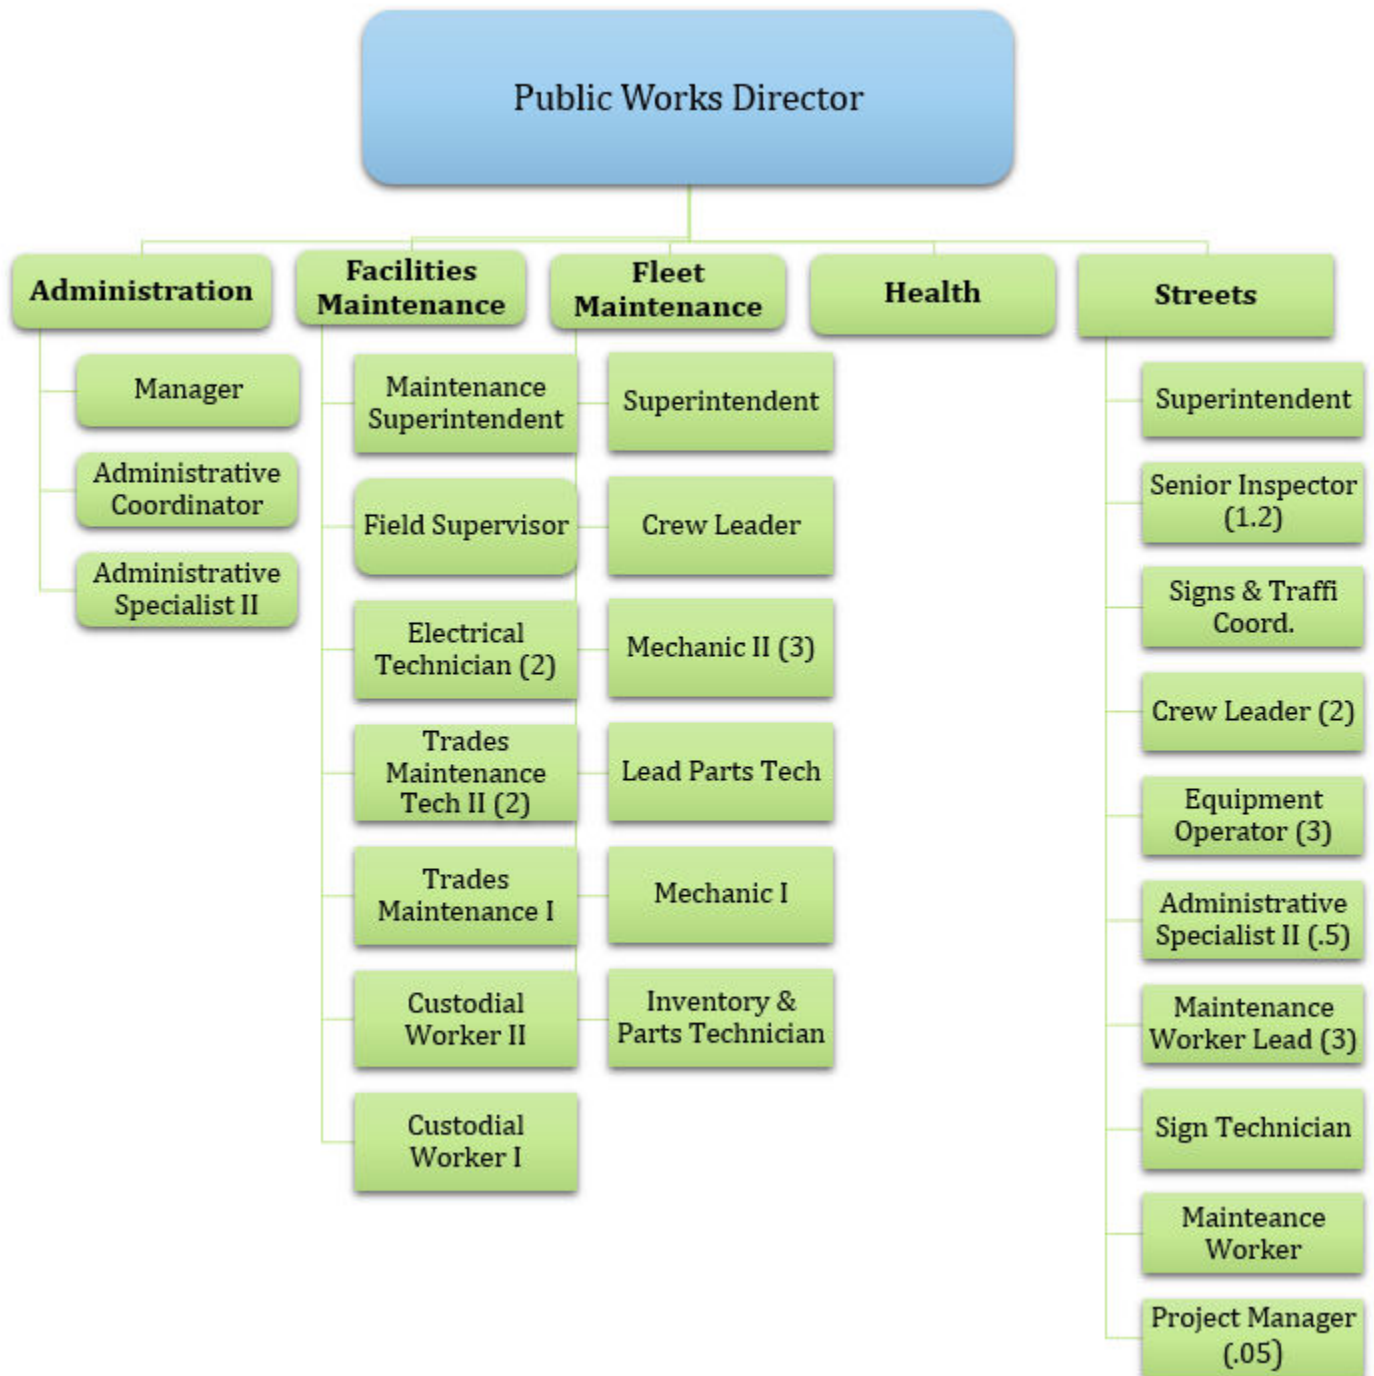 Public Works Director
Administration
Manager
Administrative
Coordinator
Administrative
Specialist II
Facilities
Maintenance
Maintenance
Superintendent
Field Supervisor
Electrical
Technician (2)
Trades
Maintenance
Tech II (2)
Trades
Maintenance I
Custodial
Worker II
Custodial
Worker I
Fleet
Maintenance
Superintendent
Crew Leader
Mechanic II (3)
Lead Parts Tech
Mechanic I
Inventory &
Parts Technician
Health
Streets
Superintendent
Senior Inspector
(1.2)
Signs & Traffi
Coord.
Crew Leader (2)
Equipment
Operator (3)
Administrative
Specialist II (.5)
Maintenance
Worker Lead (3)
Sign Technician
Mainteance
Worker
Project Manager
(.05)